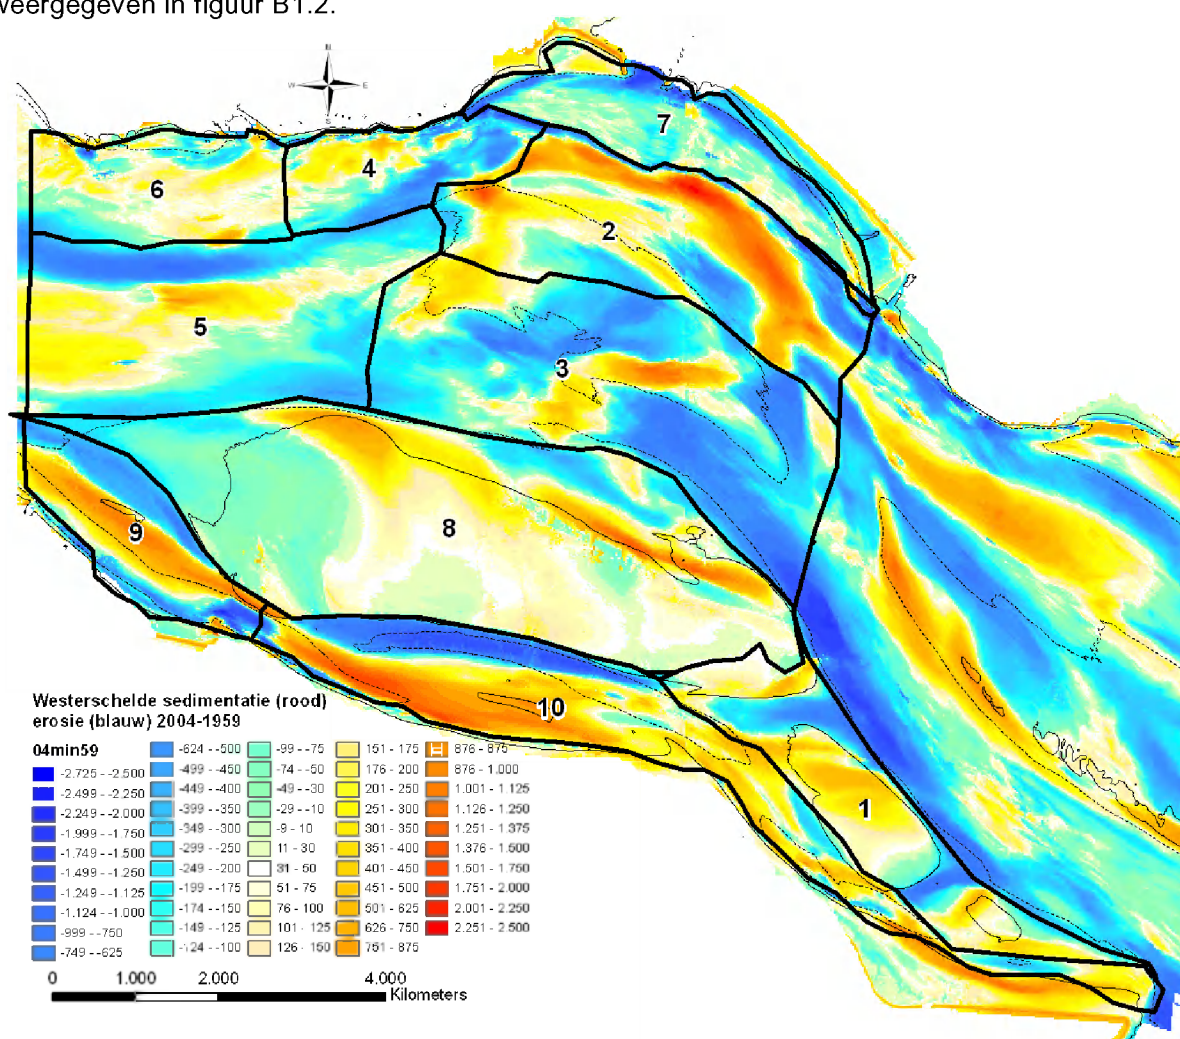 weergegeven in figuur B1.2.
N
W E
S
7
4
6
2
5
3
8
9
10
1
Westerschelde sedimentatie (rood)
erosie (blauw) 2004-1959
04min59
-2.725 - -2.500
-2.499 - -2.250
-2.249 - -2.000
-1.999 - -1.750
-1.749 - -1.500
-1.499 - -1.250
-1.249 - -1.125
-1.124 - -1.000
-999 - -750
-749 - -625
-624 - -500
-499 - -450
-449 - -400
-399 - -350
-349 - -300
-299 - -250
-249 - -200
-199 - -175
-174 - -150
-149 - -125
-124 - -100
-99 - -75
-74 - -50
-49 - -30
-29 - -10
-9 - 10
11 - 30
31 - 50
51 - 75
76 - 100
101 - 125
126 - 150
151 - 175
176 - 200
201 - 250
251 - 300
301 - 350
351 - 400
401 - 450
451 - 500
501 - 625
626 - 750
751 - 875
876 - 875
876 - 1.000
1.001 - 1.125
1.126 - 1.250
1.251 - 1.375
1.376 - 1.500
1.501 - 1.750
1.751 - 2.000
2.001 - 2.250
2.251 - 2.500
0 1.000 2.000 4.000
Kilometers